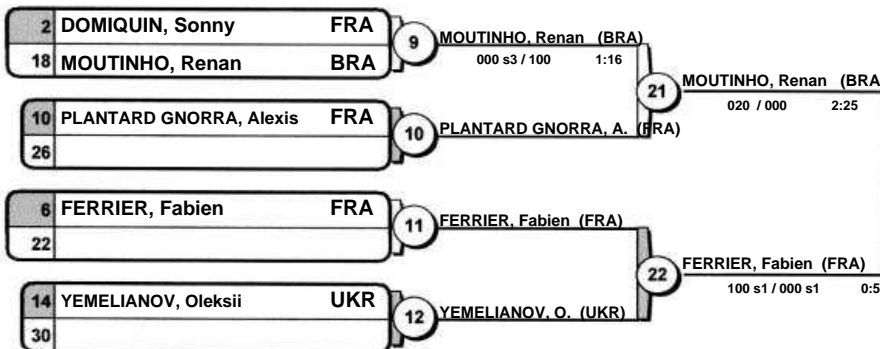 2 DOMIQUIN, Sonny FRA
18 MOUTINHO, Renan BRA
9
MOUTINHO, Renan (BRA)
000 s3 / 100 1:16
10 PLANTARD GNORRA, Alexis FRA
26
10
PLANTARD GNORRA, A. (FRA)
21
MOUTINHO, Renan (BRA
020 / 000 2:25
6 FERRIER, Fabien FRA
22
11
FERRIER, Fabien (FRA)
14 YEMELIANOV, Oleksii UKR
30
12
YEMELIANOV, O. (UKR)
22
FERRIER, Fabien (FRA)
100 s1 / 000 s1 0:5